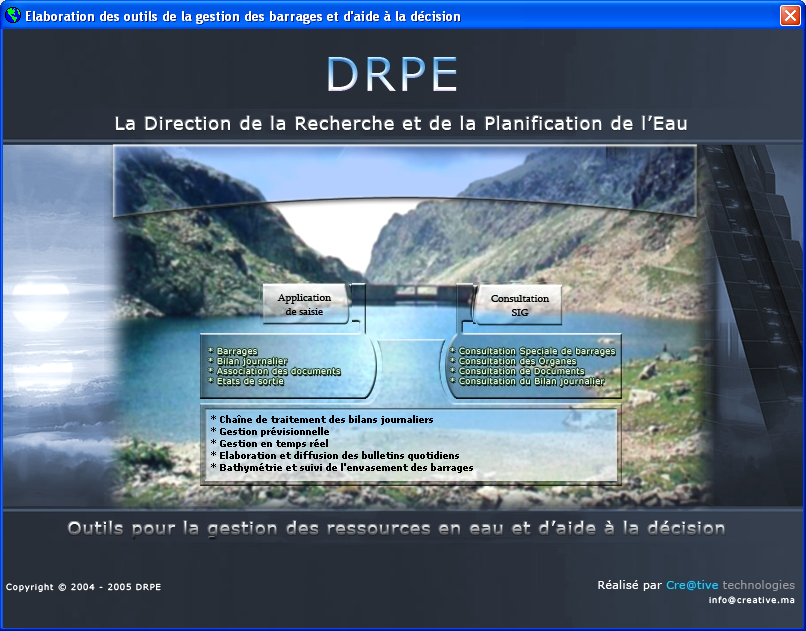 Elaboration des outils de la gestion des barrages et d'aide à la décision
DRPE
La Direction de la Recherche et de la Planification de l'Eau
Application
de saisie
Consultation
SIG
* Barrages
* Bilan journalier
* Association des documents
* Etats de sortie
* Consultation Speciale de barrages
* Consultation des Organes
* Consultation de Documents
* Consultation du Bilan journalier
* Chaîne de traitement des bilans journaliers
* Gestion prévisionnelle
* Gestion en temps réel
* Elaboration et diffusion des bulletins quotidiens
* Bathymétrie et suivi de l'envasement des barrages
Outils pour la gestion des ressources en eau et d'aide à la décision
Copyright © 2004 - 2005 DRPE
Réalisé par Cre@tive technologies
info@creative.ma